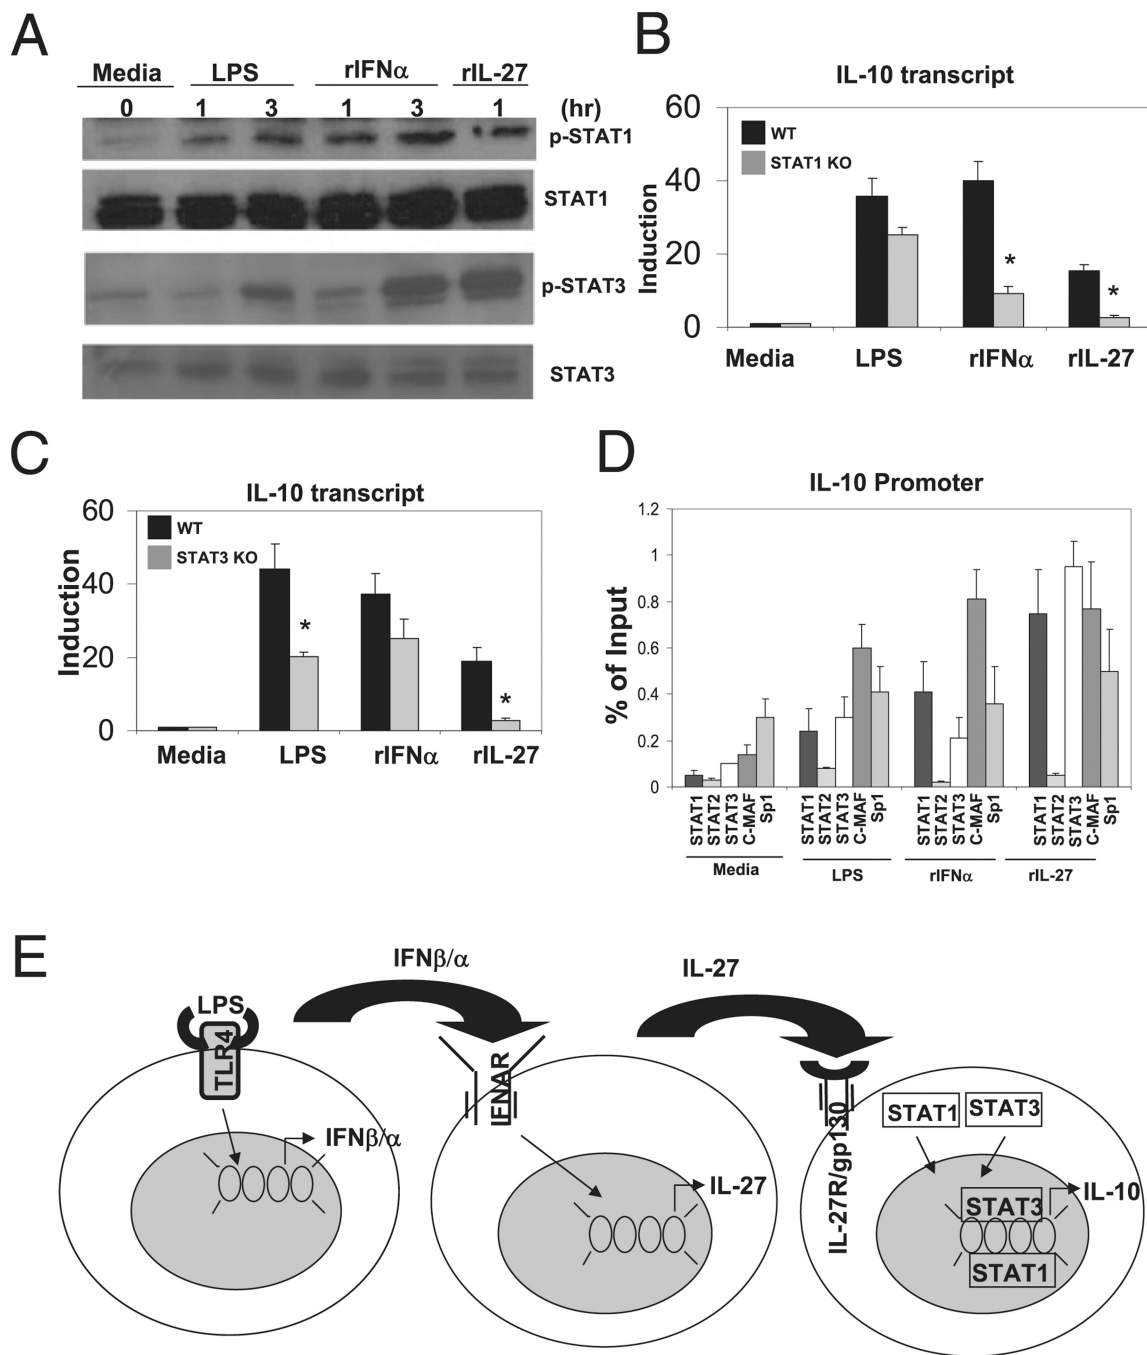 A
Media LPS rIFNα rIL-27
0 1 3 1 3 1 (hr)
p-STAT1
STAT1
p-STAT3
STAT3
B
IL-10 transcript
60
40
20
0
Induction
WT
STAT1 KO
*
*
Media LPS rIFNα rIL-27
C
IL-10 transcript
60
40
20
0
Induction
WT
STAT3 KO
*
*
Media LPS rIFNα rIL-27
D
IL-10 Promoter
1.2
1
0.8
0.6
0.4
0.2
0
% of Input
STAT1 STAT2 STAT3 C-MAF Sp1 STAT1 STAT2 STAT3 C-MAF Sp1 STAT1 STAT2 STAT3 C-MAF Sp1 STAT1 STAT2 STAT3 C-MAF Sp1
Media LPS rIFNα rIL-27
E
IFNβ/α
IL-27
LPS
TLR4
IFNβ/α
IFNAR
IL-27
IL-27R/gp130
STAT1 STAT3
STAT3
IL-10
STAT1